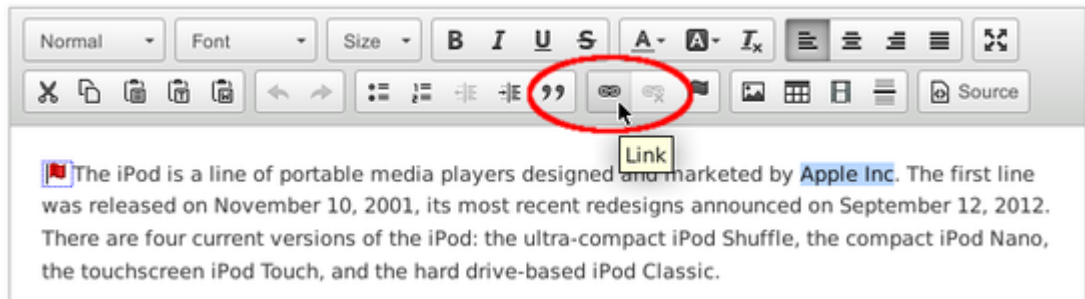 Normal Font Size B I U S A A Ix
Source
Link
The iPod is a line of portable media players designed and marketed by Apple Inc. The first line
was released on November 10, 2001, its most recent redesigns announced on September 12, 2012.
There are four current versions of the iPod: the ultra-compact iPod Shuffle, the compact iPod Nano,
the touchscreen iPod Touch, and the hard drive-based iPod Classic.